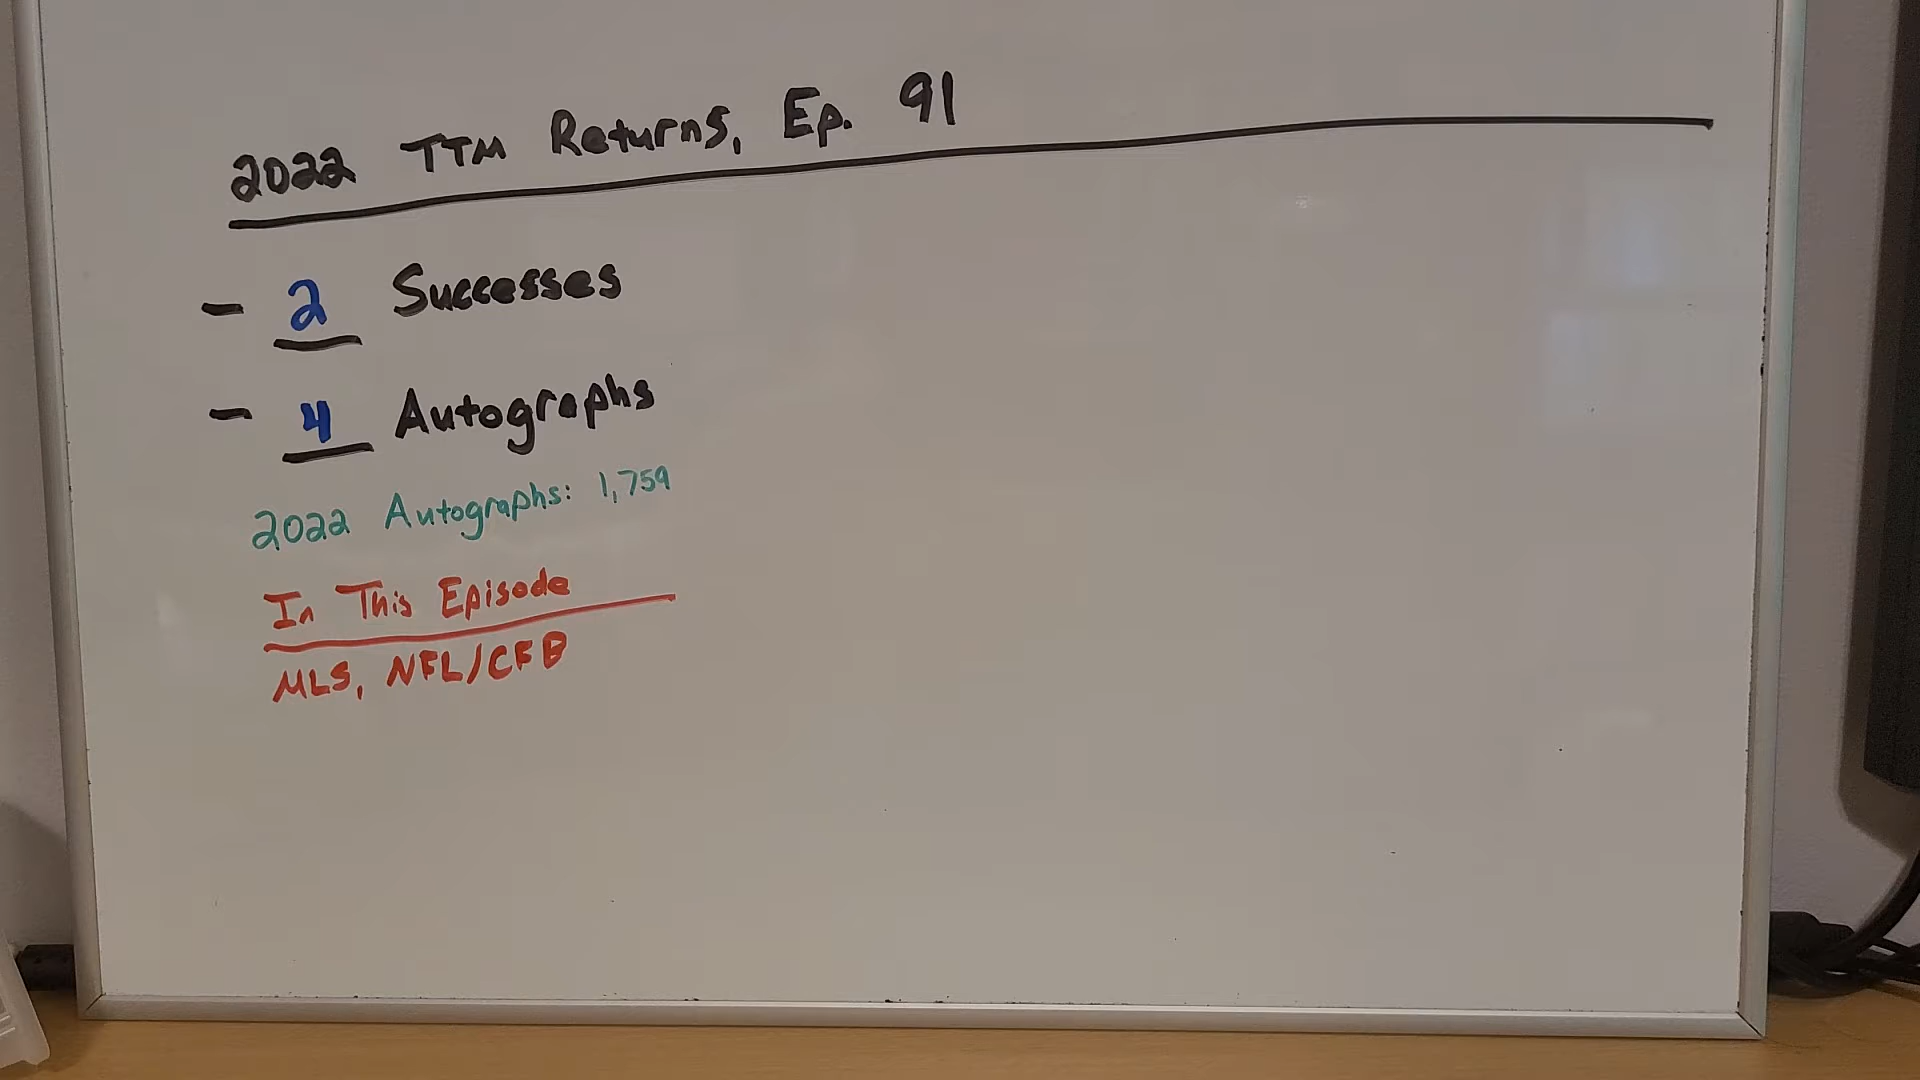 2022 TTM Returns, Ep. 91
- 2 Successes
- 4 Autographs
2022 Autographs: 1,759
In This Episode
MLS, NFL/CFB